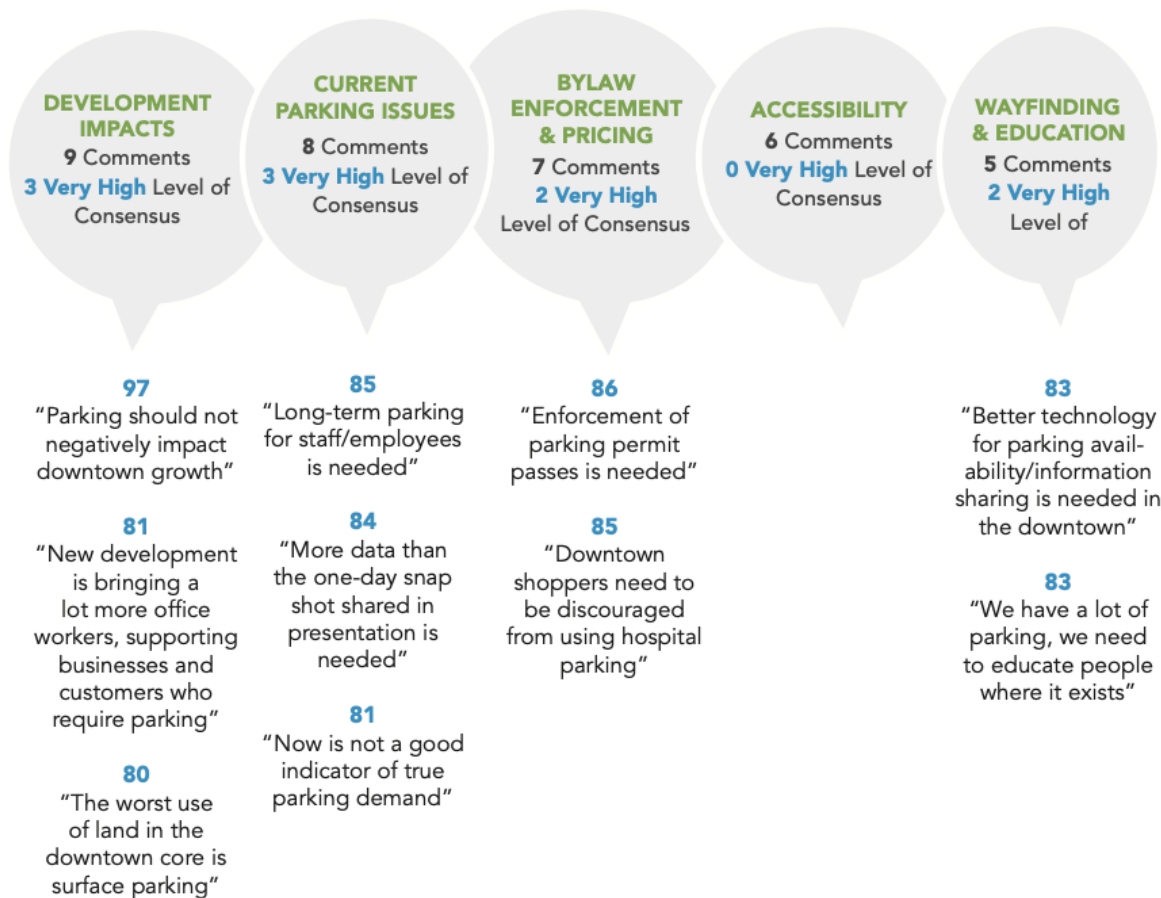 DEVELOPMENT
IMPACTS
9 Comments
3 Very High Level of
Consensus
97
“Parking should not
negatively impact
downtown growth”
81
“New development
is bringing a
lot more office
workers, supporting
businesses and
customers who
require parking”
80
“The worst use
of land in the
downtown core is
surface parking”
CURRENT
PARKING ISSUES
8 Comments
3 Very High Level of
Consensus
85
“Long-term parking
for staff/employees
is needed”
84
“More data than
the one-day snap
shot shared in
presentation is
needed”
81
“Now is not a good
indicator of true
parking demand”
BYLAW
ENFORCEMENT
& PRICING
7 Comments
2 Very High
Level of Consensus
86
“Enforcement of
parking permit
passes is needed”
85
“Downtown
shoppers need to
be discouraged
from using hospital
parking”
ACCESSIBILITY
6 Comments
0 Very High Level of
Consensus
WAYFINDING
& EDUCATION
5 Comments
2 Very High
Level of
83
“Better technology
for parking avail-
ability/information
sharing is needed in
the downtown”
83
“We have a lot of
parking, we need
to educate people
where it exists”